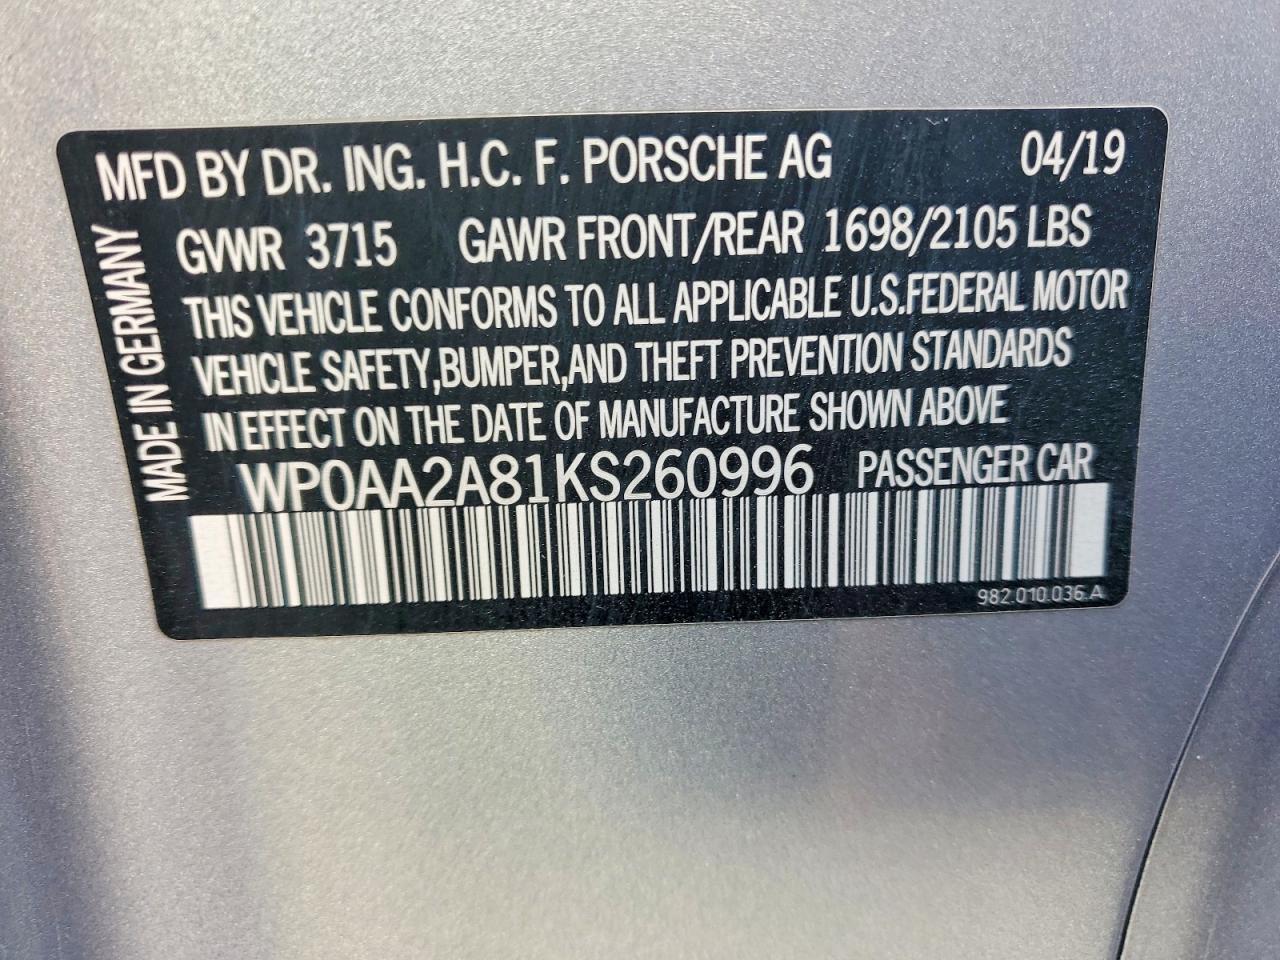 MFD BY DR. ING. H.C. F. PORSCHE AG 04/19
GVWR 3715 GAWR FRONT/REAR 1698/2105 LBS
THIS VEHICLE CONFORMS TO ALL APPLICABLE U.S.FEDERAL MOTOR
VEHICLE SAFETY,BUMPER,AND THEFT PREVENTION STANDARDS
IN EFFECT ON THE DATE OF MANUFACTURE SHOWN ABOVE
WP0AA2A81KS260996 PASSENGER CAR
982.010.036.A
MADE IN GERMANY